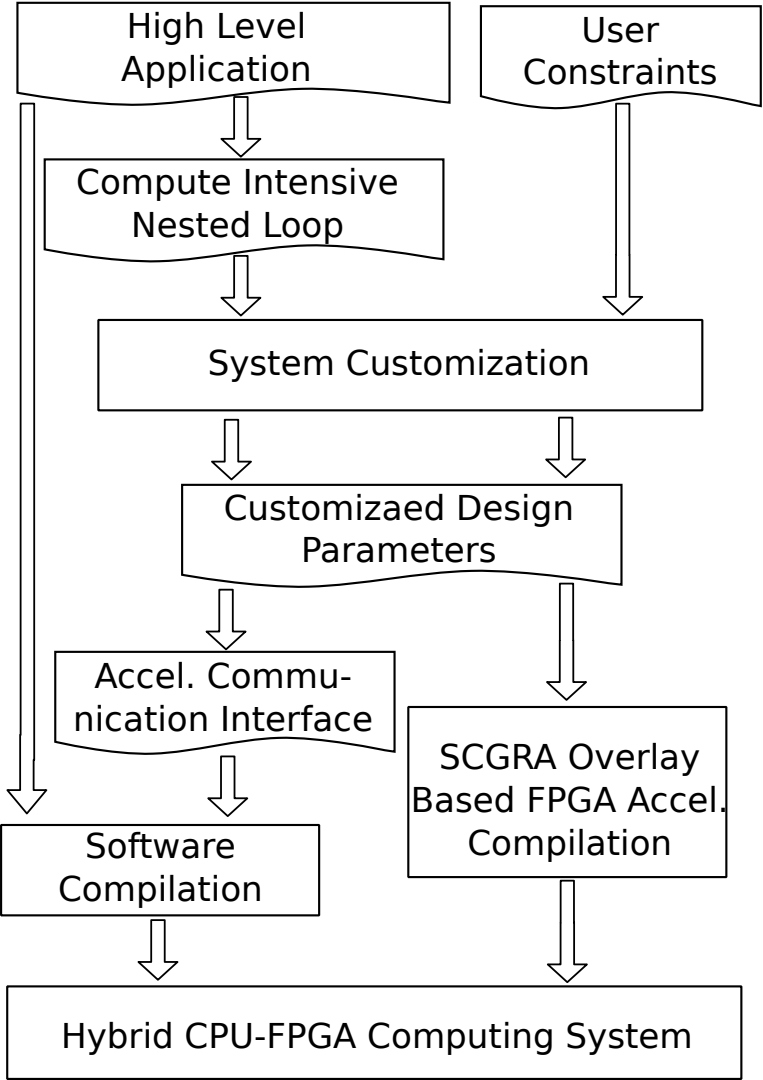 High Level
Application
User
Constraints
Compute Intensive
Nested Loop
System Customization
Customizaed Design
Parameters
Accel. Commu-
nication Interface
SCGRA Overlay
Based FPGA Accel.
Compilation
Software
Compilation
Hybrid CPU-FPGA Computing System